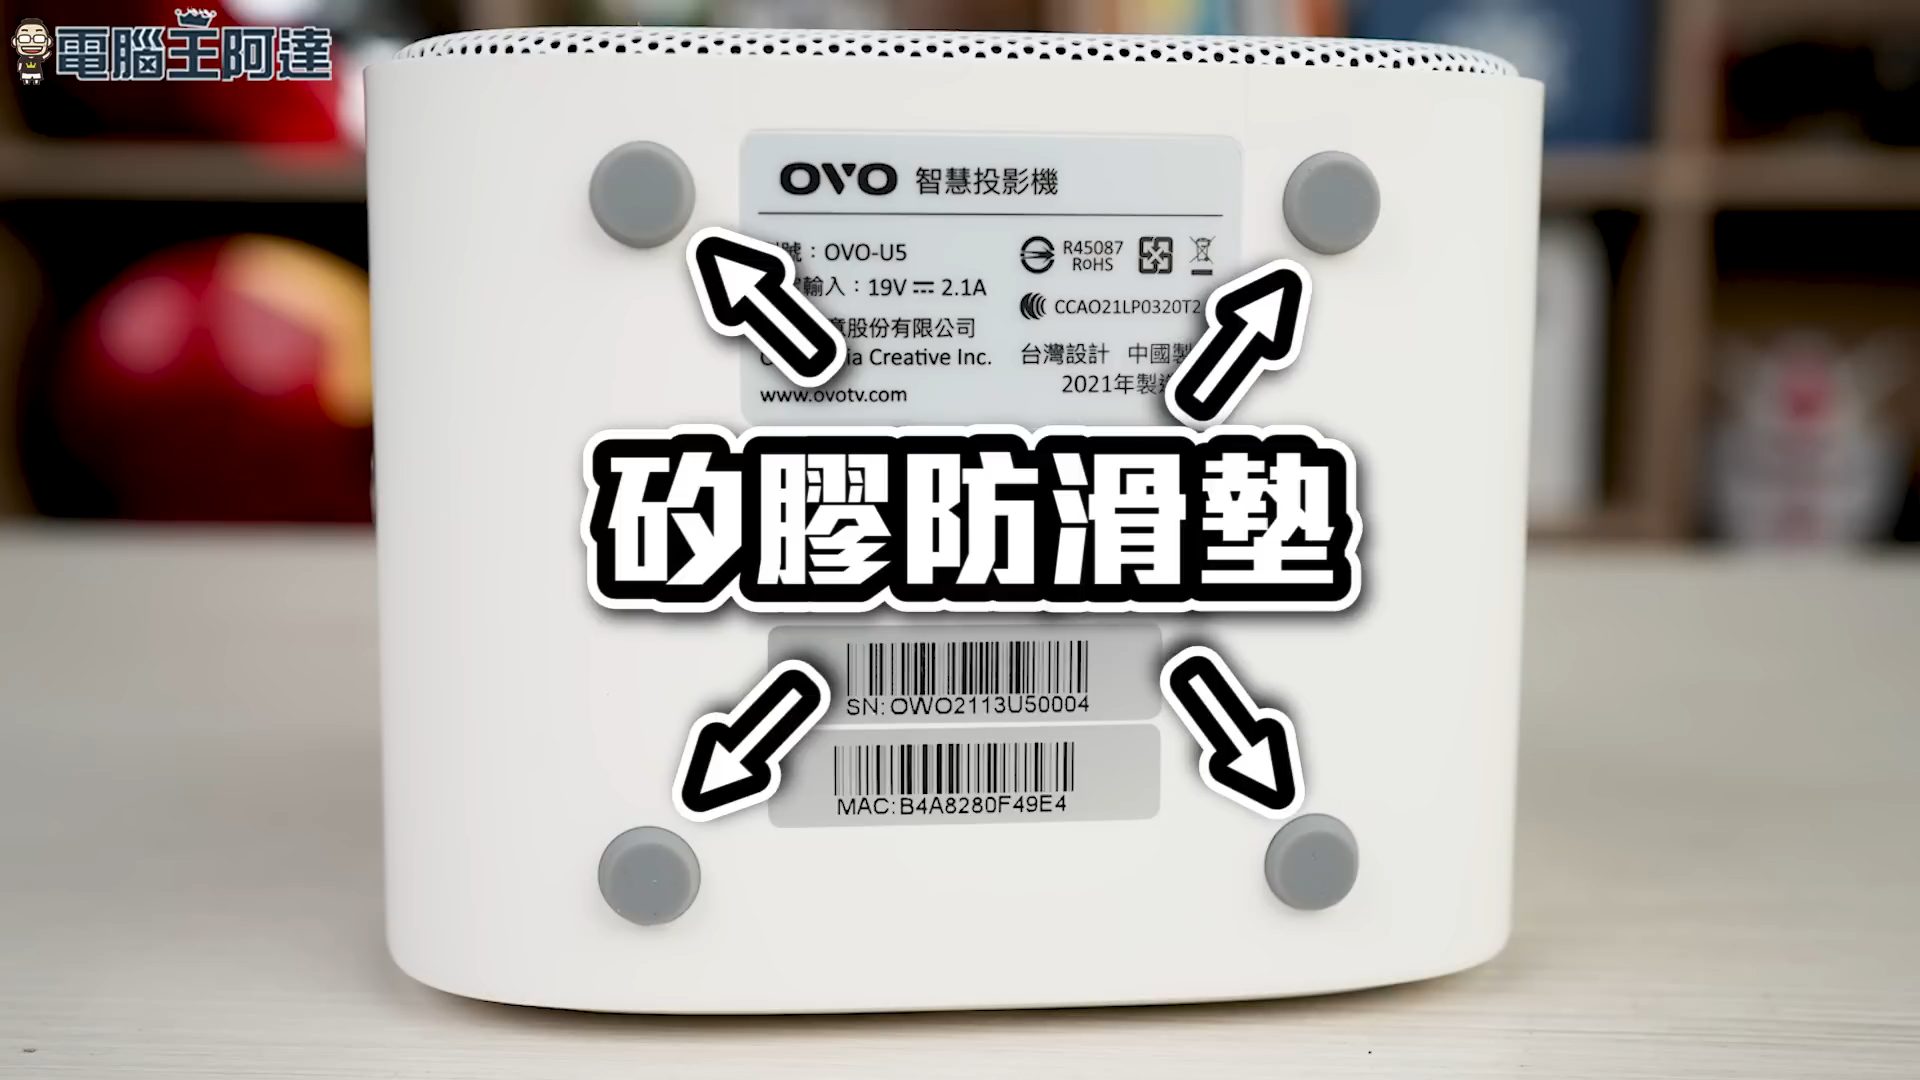 電腦王阿達
OVO 智慧投影機
號：OVO-U5
輸入：19V 2.1A
股份有限公司
Creative Inc.
www.ovotv.com
R45087
RoHS
CCAO21LP0320T2
台灣設計 中國製
2021年製
矽膠防滑墊
SN:OWO2113U50004
MAC:B4A8280F49E4